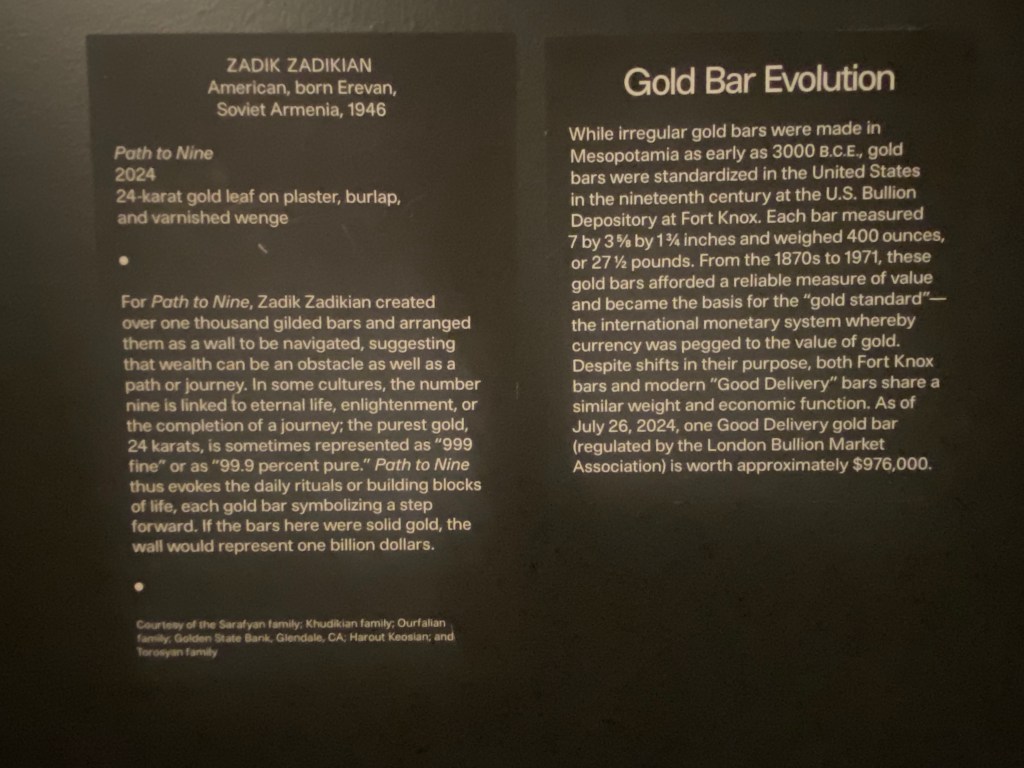 ZADIK ZADIKIAN
American, born Erevan,
Soviet Armenia, 1946
Path to Nine
2024
24-karat gold leaf on plaster, burlap,
and varnished wenge
•
For Path to Nine, Zadik Zadikian created
over one thousand gilded bars and arranged
them as a wall to be navigated, suggesting
that wealth can be an obstacle as well as a
path or journey. In some cultures, the number
nine is linked to eternal life, enlightenment, or
the completion of a journey; the purest gold,
24 karats, is sometimes represented as “999
fine” or as “99.9 percent pure.” Path to Nine
thus evokes the daily rituals or building blocks
of life, each gold bar symbolizing a step
forward. If the bars here were solid gold, the
wall would represent one billion dollars.
•
Courtesy of the Sarafyan family; Khudikian family; Ourfalian
family; Golden State Bank, Glendale, CA; Harout Keosian; and
Torosyan family
Gold Bar Evolution
While irregular gold bars were made in
Mesopotamia as early as 3000 B.C.E., gold
bars were standardized in the United States
in the nineteenth century at the U.S. Bullion
Depository at Fort Knox. Each bar measured
7 by 3 ⅝ by 1 ¾ inches and weighed 400 ounces,
or 27 ½ pounds. From the 1870s to 1971, these
gold bars afforded a reliable measure of value
and became the basis for the “gold standard”—
the international monetary system whereby
currency was pegged to the value of gold.
Despite shifts in their purpose, both Fort Knox
bars and modern “Good Delivery” bars share a
similar weight and economic function. As of
July 26, 2024, one Good Delivery gold bar
(regulated by the London Bullion Market
Association) is worth approximately $976,000.